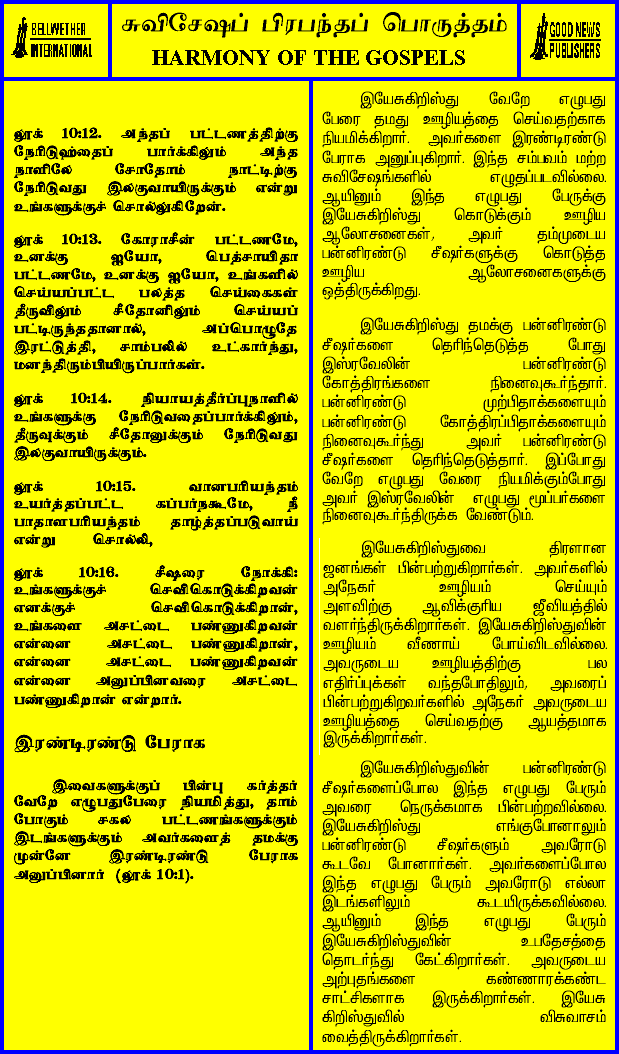 BELLWETHER
INTERNATIONAL
சுவிசேஷப் பிரபந்தப் பொருத்தம்
HARMONY OF THE GOSPELS
GOOD NEWS
PUBLISHERS
லூக் 10:12. அந்தப் பட்டணத்திற்கு
நேரிடுவதைப் பார்க்கிலும் அந்த
நாளிலே சோதோம் நாட்டிற்கு
நேரிடுவது இலகுவாயிருக்கும் என்று
உங்களுக்குச் சொல்லுகிறேன்.
லூக் 10:13. கோராசீன் பட்டணமே,
உனக்கு ஐயோ, பெத்சாயிதா
பட்டணமே, உனக்கு ஐயோ, உங்களில்
செய்யப்பட்ட பலத்த செய்கைகள்
தீருவிலும் சீதோனிலும் செய்யப்
பட்டிருந்ததானால், அப்பொழுதே
இரட்டுத்தி, சாம்பலில் உட்கார்ந்து,
மனந்திரும்பியிருப்பார்கள்.
லூக் 10:14. நியாயத்தீர்ப்புநாளில்
உங்களுக்கு நேரிடுவதைப்பார்க்கிலும்,
தீருவுக்கும் சீதோனுக்கும் நேரிடுவது
இலகுவாயிருக்கும்.
லூக் 10:15. வானபரியந்தம்
உயர்த்தப்பட்ட கப்பர்நகூமே, நீ
பாதாளபரியந்தம் தாழ்த்தப்படுவாய்
என்று சொல்லி,
லூக் 10:16. சீஷரை நோக்கி:
உங்களுக்குச் செவிகொடுக்கிறவன்
எனக்குச் செவிகொடுக்கிறான்,
உங்களை அசட்டை பண்ணுகிறவன்
என்னை அசட்டை பண்ணுகிறான்,
என்னை அசட்டை பண்ணுகிறவன்
என்னை அனுப்பினவரை அசட்டை
பண்ணுகிறான் என்றார்.
இரண்டிரண்டு பேராக
இவைகளுக்குப் பின்பு கர்த்தர்
வேறே எழுபதுபேரை நியமித்து, தாம்
போகும் சகல பட்டணங்களுக்கும்
இடங்களுக்கும் அவர்களைத் தமக்கு
முன்னே இரண்டிரண்டு பேராக
அனுப்பினார் (லூக் 10:1).
இயேசுகிறிஸ்து வேறே எழுபது
பேரை தமது ஊழியத்தை செய்வதற்காக
நியமிக்கிறார். அவர்களை இரண்டிரண்டு
பேராக அனுப்புகிறார். இந்த சம்பவம் மற்ற
சுவிசேஷங்களில் எழுதப்படவில்லை.
ஆயினும் இந்த எழுபது பேருக்கு
இயேசுகிறிஸ்து கொடுக்கும் ஊழிய
ஆலோசனைகள், அவர் தம்முடைய
பன்னிரண்டு சீஷர்களுக்கு கொடுத்த
ஊழிய ஆலோசனைகளுக்கு
ஒத்திருக்கிறது.
இயேசுகிறிஸ்து தமக்கு பன்னிரண்டு
சீஷர்களை தெரிந்தெடுத்த போது
இஸ்ரவேலின் பன்னிரண்டு
கோத்திரங்களை நினைவுகூர்ந்தார்.
பன்னிரண்டு முற்பிதாக்களையும்
பன்னிரண்டு கோத்திரப்பிதாக்களையும்
நினைவுகூர்ந்து அவர் பன்னிரண்டு
சீஷர்களை தெரிந்தெடுத்தார். இப்போது
வேறே எழுபது பேரை நியமிக்கும்போது
அவர் இஸ்ரவேலின் எழுபது மூப்பர்களை
நினைவுகூர்ந்திருக்க வேண்டும்.
இயேசுகிறிஸ்துவை திரளான
ஜனங்கள் பின்பற்றுகிறார்கள். அவர்களில்
அநேகர் ஊழியம் செய்யும்
அளவிற்கு ஆவிக்குரிய ஜீவியத்தில்
வளர்ந்திருக்கிறார்கள். இயேசுகிறிஸ்துவின்
ஊழியம் வீணாய் போய்விடவில்லை.
அவருடைய ஊழியத்திற்கு பல
எதிர்ப்புக்கள் வந்தபோதிலும், அவரைப்
பின்பற்றுகிறவர்களில் அநேகர் அவருடைய
ஊழியத்தை செய்வதற்கு ஆயத்தமாக
இருக்கிறார்கள்.
இயேசுகிறிஸ்துவின் பன்னிரண்டு
சீஷர்களைப்போல இந்த எழுபது பேரும்
அவரை நெருக்கமாக பின்பற்றவில்லை.
இயேசுகிறிஸ்து எங்குபோனாலும்
பன்னிரண்டு சீஷர்களும் அவரோடு
கூடவே போனார்கள். அவர்களைப்போல
இந்த எழுபது பேரும் அவரோடு எல்லா
இடங்களிலும் கூடயிருக்கவில்லை.
ஆயினும் இந்த எழுபது பேரும்
இயேசுகிறிஸ்துவின் உபதேசத்தை
தொடர்ந்து கேட்கிறார்கள். அவருடைய
அற்புதங்களை கண்ணாரக்கண்ட
சாட்சிகளாக இருக்கிறார்கள். இயேசு
கிறிஸ்துவில் விசுவாசம்
வைத்திருக்கிறார்கள்.